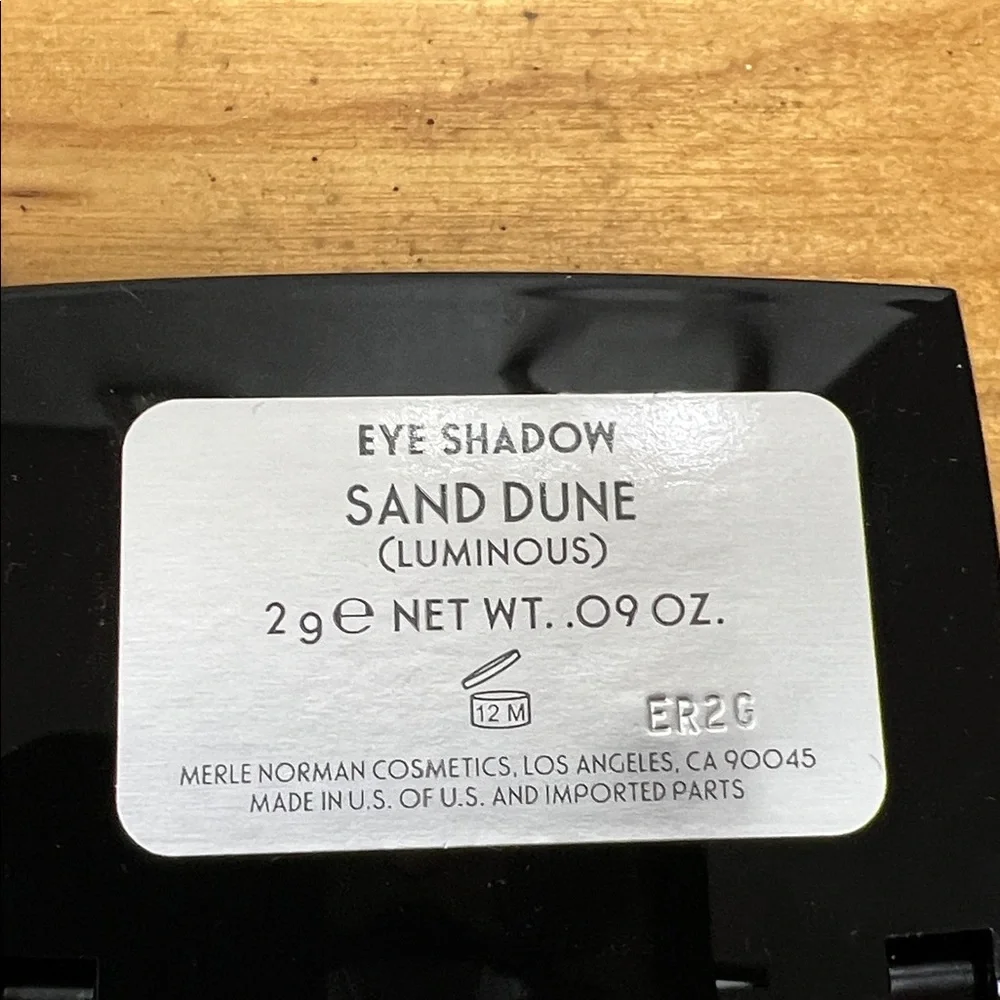 EYE SHADOW
SAND DUNE
(LUMINOUS)
2 g ℮ NET WT. .09 OZ.
12 M
ER2G
MERLE NORMAN COSMETICS, LOS ANGELES, CA 90045
MADE IN U.S. OF U.S. AND IMPORTED PARTS